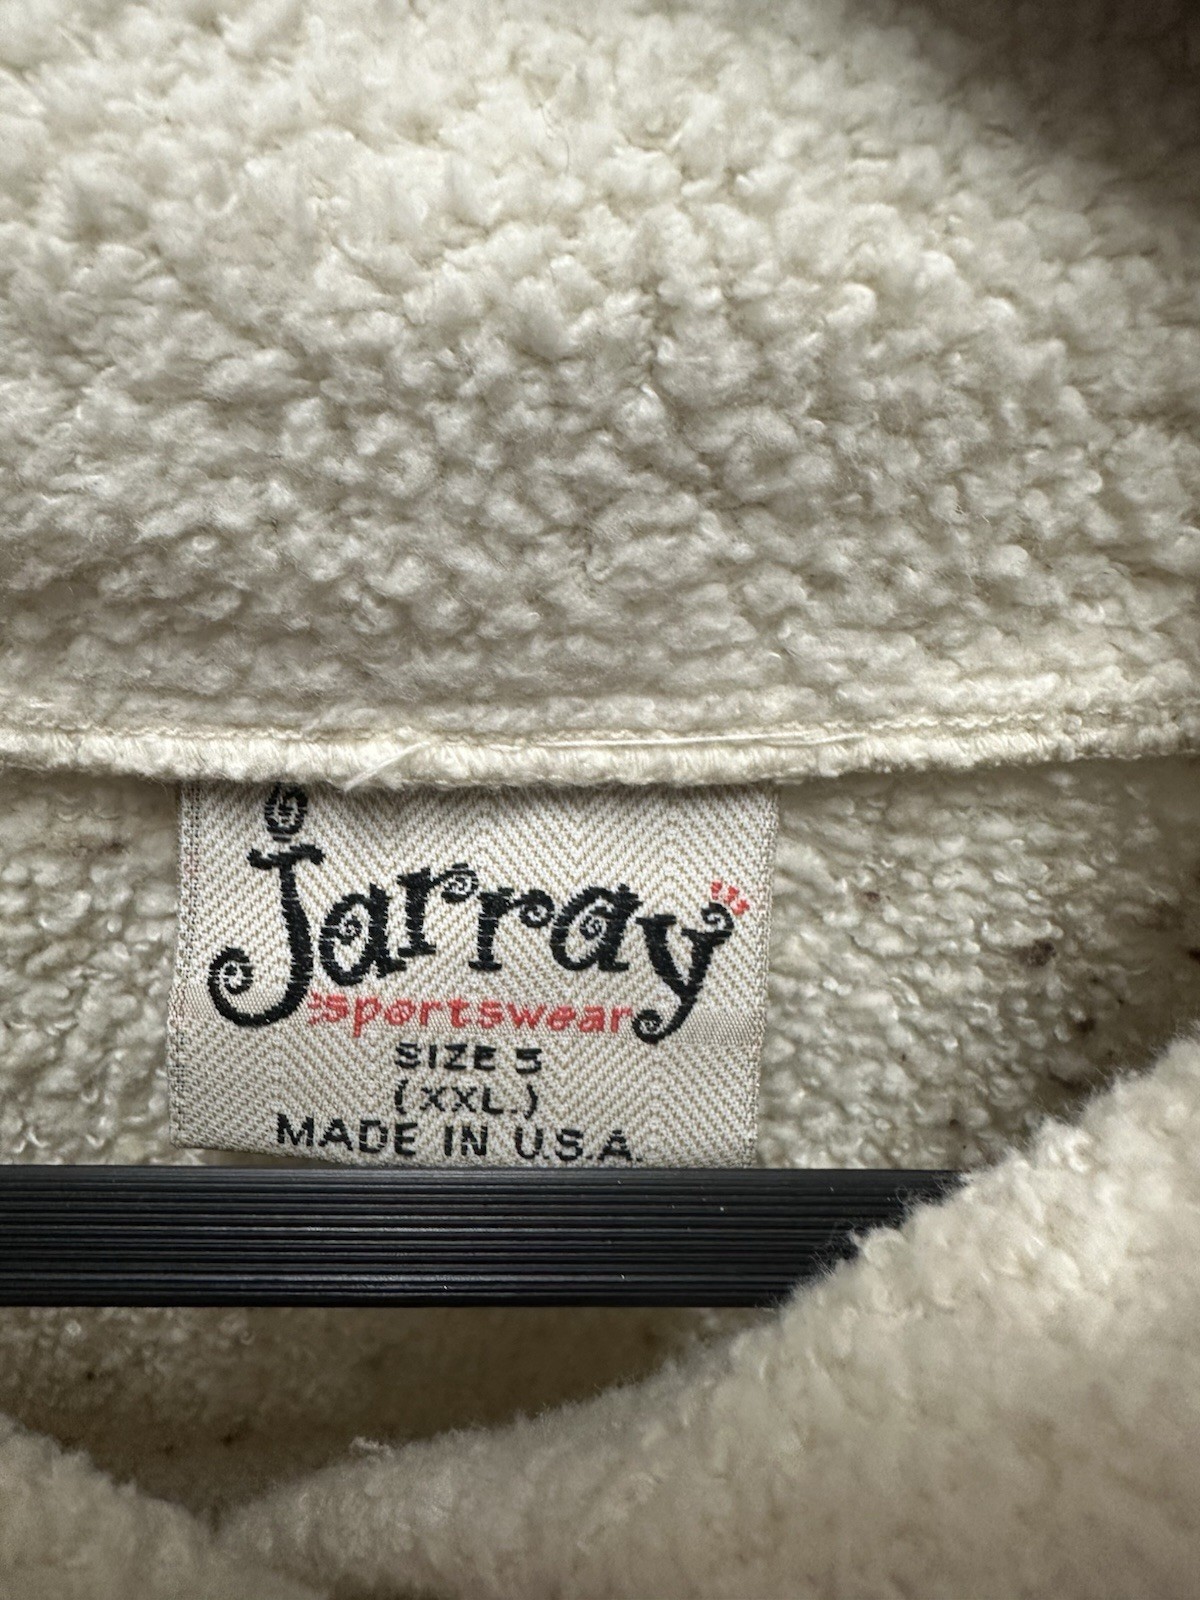 Jarray
sportswear
SIZE 5
(XXL.)
MADE IN U.S.A.